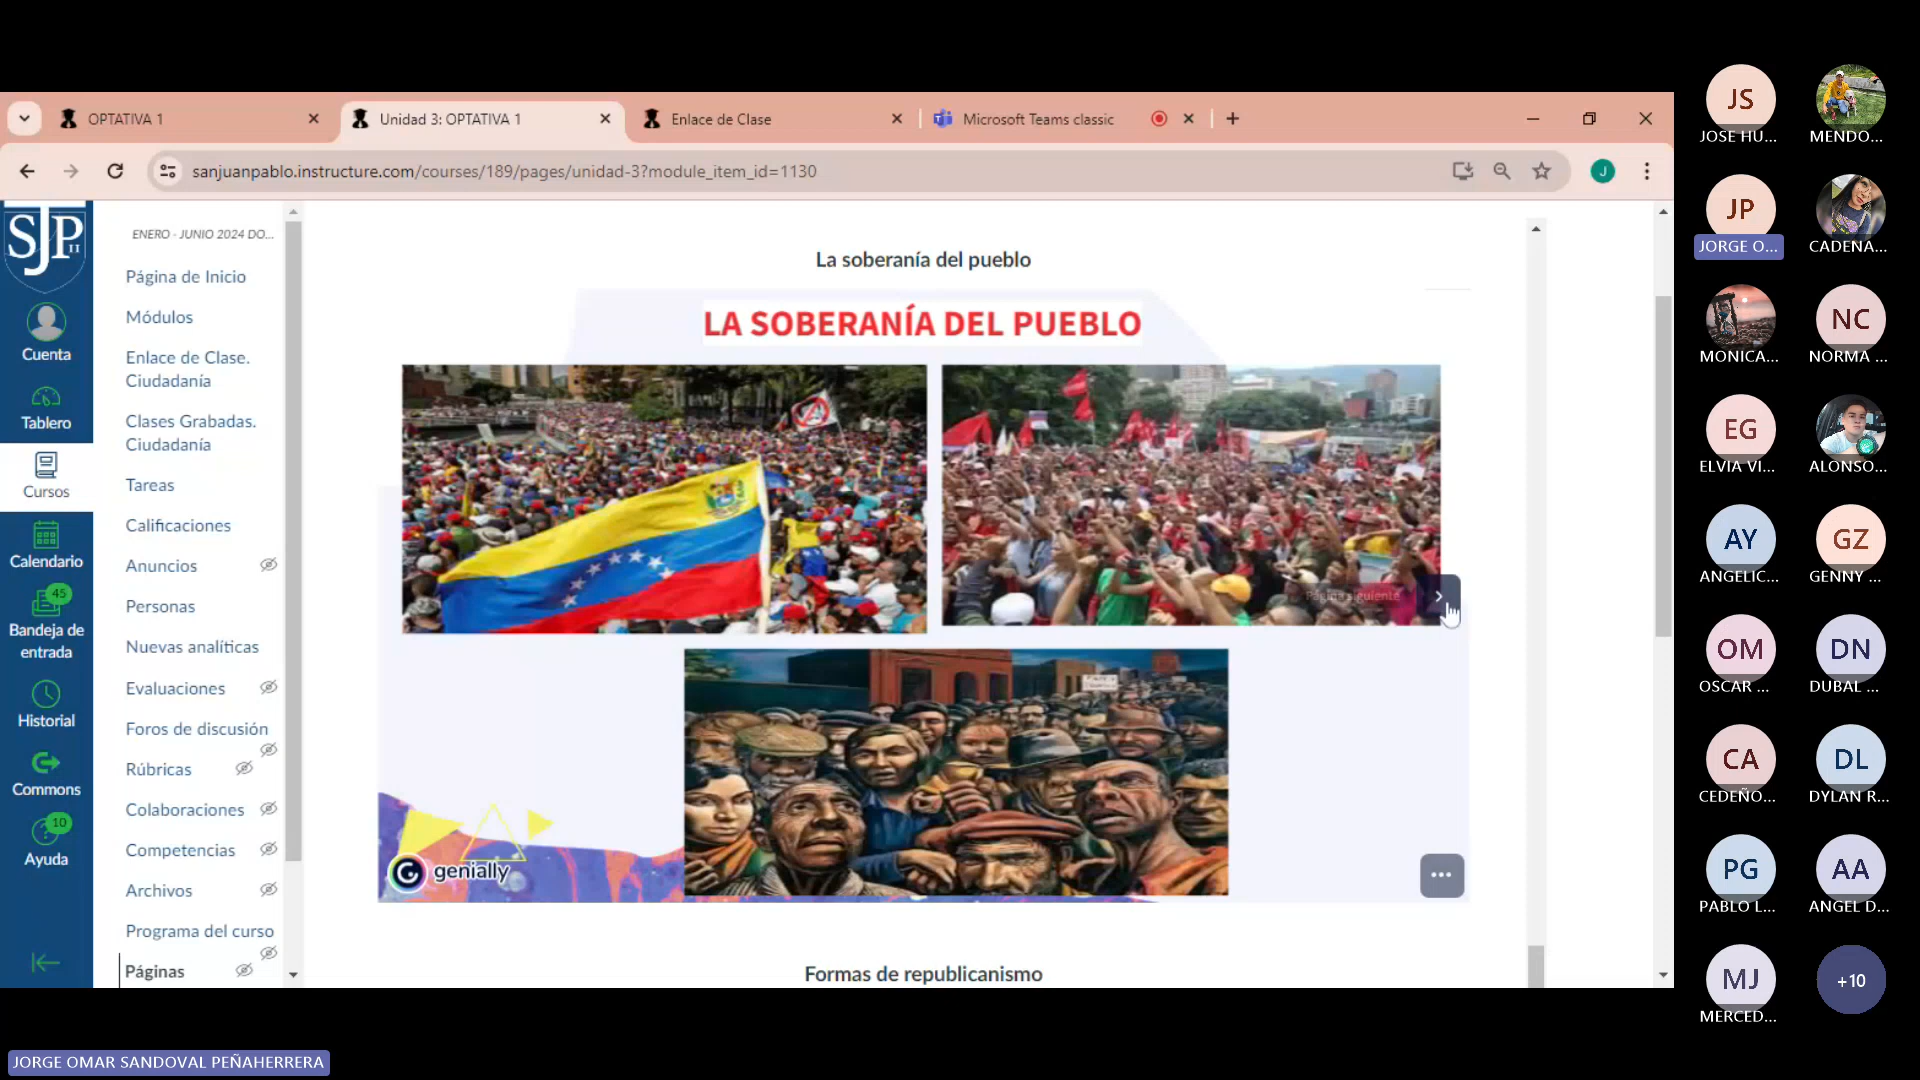 OPTATIVA 1
Unidad 3: OPTATIVA 1
Enlace de Clase
Microsoft Teams classic
sanjuanpablo.instructure.com/courses/189/pages/unidad-3?module_item_id=1130
J
SJP
II
Cuenta
Tablero
Cursos
Calendario
45
Bandeja de
entrada
Historial
Commons
10
Ayuda
ENERO - JUNIO 2024 DO...
Página de Inicio
Módulos
Enlace de Clase.
Ciudadanía
Clases Grabadas.
Ciudadanía
Tareas
Calificaciones
Anuncios
Personas
Nuevas analíticas
Evaluaciones
Foros de discusión
Rúbricas
Colaboraciones
Competencias
Archivos
Programa del curso
Páginas
La soberanía del pueblo
LA SOBERANÍA DEL PUEBLO
Página siguiente
genially
Formas de republicanismo
JS
JOSE HU...
MENDO...
JP
JORGE O...
CADENA...
MONICA...
NC
NORMA ...
EG
ELVIA VI...
ALONSO...
AY
ANGELIC...
GZ
GENNY ...
OM
OSCAR ...
DN
DUBAL ...
CA
CEDEÑO...
DL
DYLAN R...
PG
PABLO L...
AA
ANGEL D...
MJ
MERCED...
+10
JORGE OMAR SANDOVAL PEÑAHERRERA